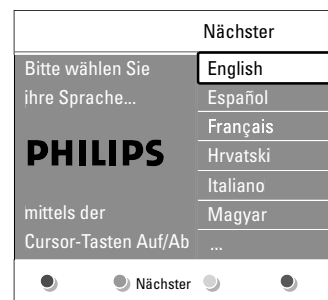 Nächster
Bitte wählen Sie
ihre Sprache...
PHILIPS
mittels der
Cursor-Tasten Auf/Ab
English
Español
Français
Hrvatski
Italiano
Magyar
...
Nächster